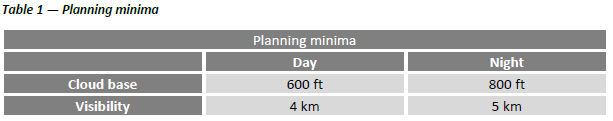 Table 1 — Planning minima
Planning minima
Day Night
Cloud base 600 ft 800 ft
Visibility 4 km 5 km